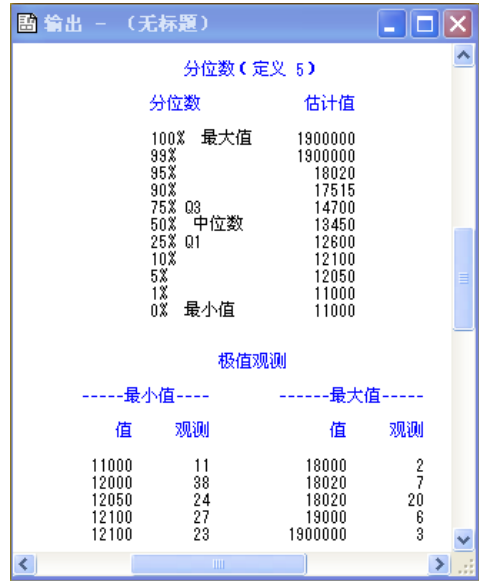 输出 - （无标题）
分位数（定义 5）
分位数 估计值
100% 最大值 1900000
99% 1900000
95% 18020
90% 17515
75% Q3 14700
50% 中位数 13450
25% Q1 12600
10% 12100
5% 12050
1% 11000
0% 最小值 11000
极值观测
-----最小值---- ------最大值-----
值 观测 值 观测
11000 11 18000 2
12000 38 18020 7
12050 24 18020 20
12100 27 19000 6
12100 23 1900000 3